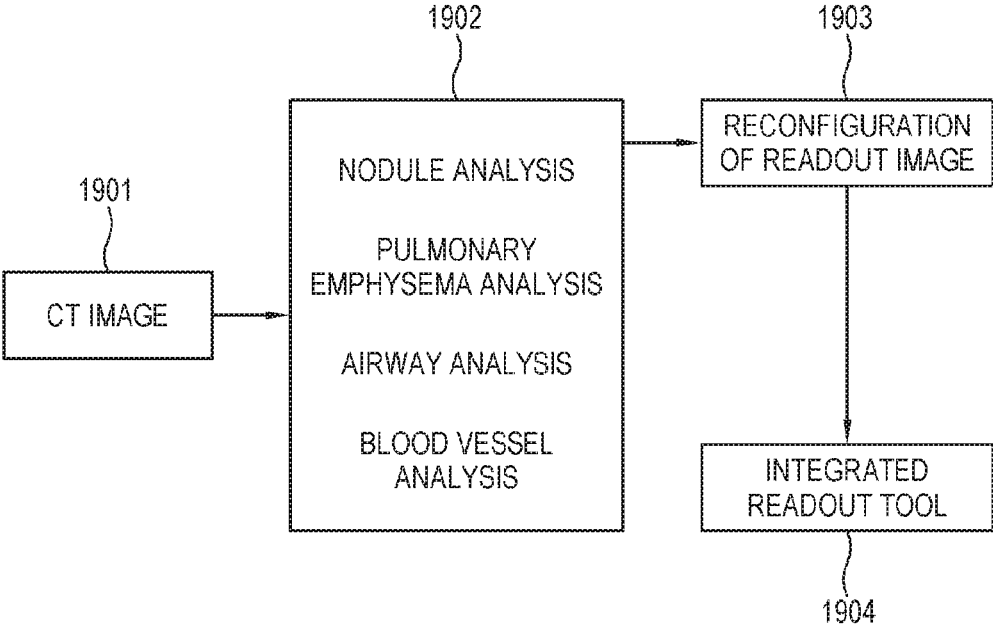 1901
CT IMAGE
1902
NODULE ANALYSIS
PULMONARY
EMPHYSEMA ANALYSIS
AIRWAY ANALYSIS
BLOOD VESSEL
ANALYSIS
1903
RECONFIGURATION
OF READOUT IMAGE
INTEGRATED
READOUT TOOL
1904